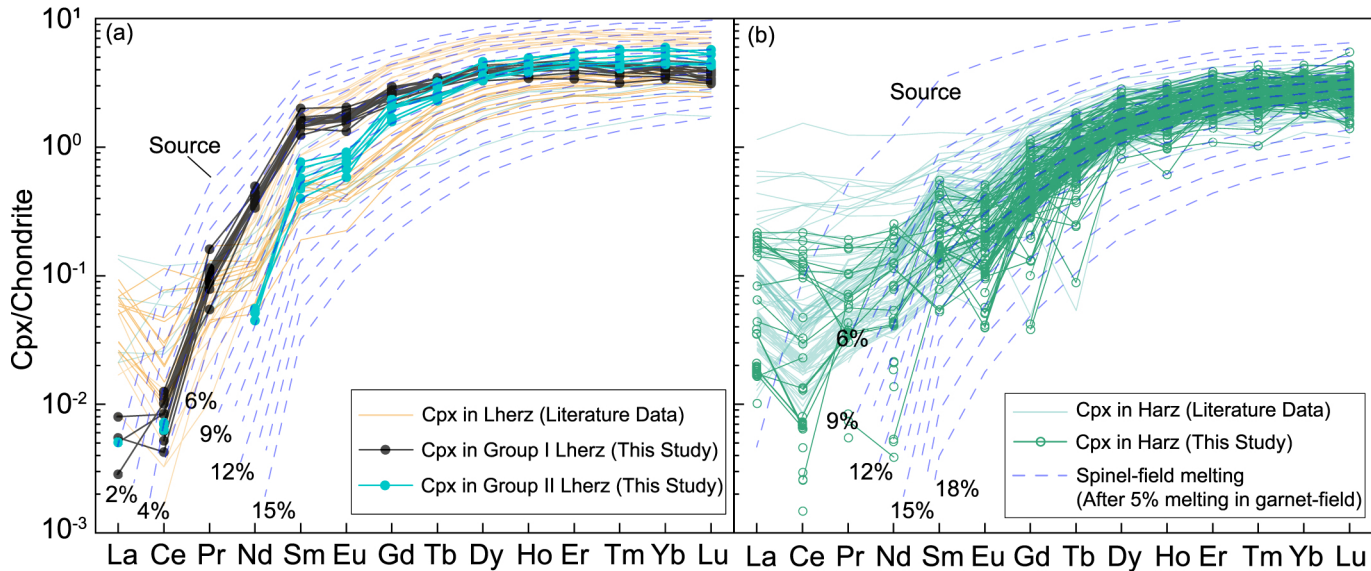 Cpx/Chondrite
10¹
10⁰
10⁻¹
10⁻²
10⁻³
(a)
Source
2%
4%
6%
9%
12%
15%
Cpx in Lherz (Literature Data)
Cpx in Group I Lherz (This Study)
Cpx in Group II Lherz (This Study)
La Ce Pr Nd Sm Eu Gd Tb Dy Ho Er Tm Yb Lu
(b)
Source
6%
9%
12%
15%
18%
Cpx in Harz (Literature Data)
Cpx in Harz (This Study)
Spinel-field melting
(After 5% melting in garnet-field)
La Ce Pr Nd Sm Eu Gd Tb Dy Ho Er Tm Yb Lu